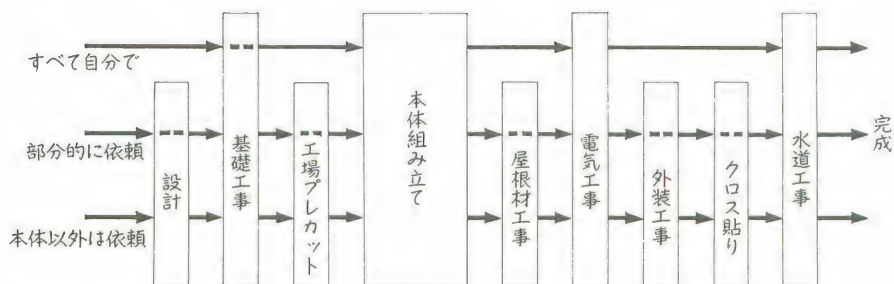 すべて自分で
部分的に依頼
本体以外は依頼
設計
基礎工事
工場プレカット
本体組み立て
屋根材工事
電気工事
外装工事
クロス貼り
水道工事
完成